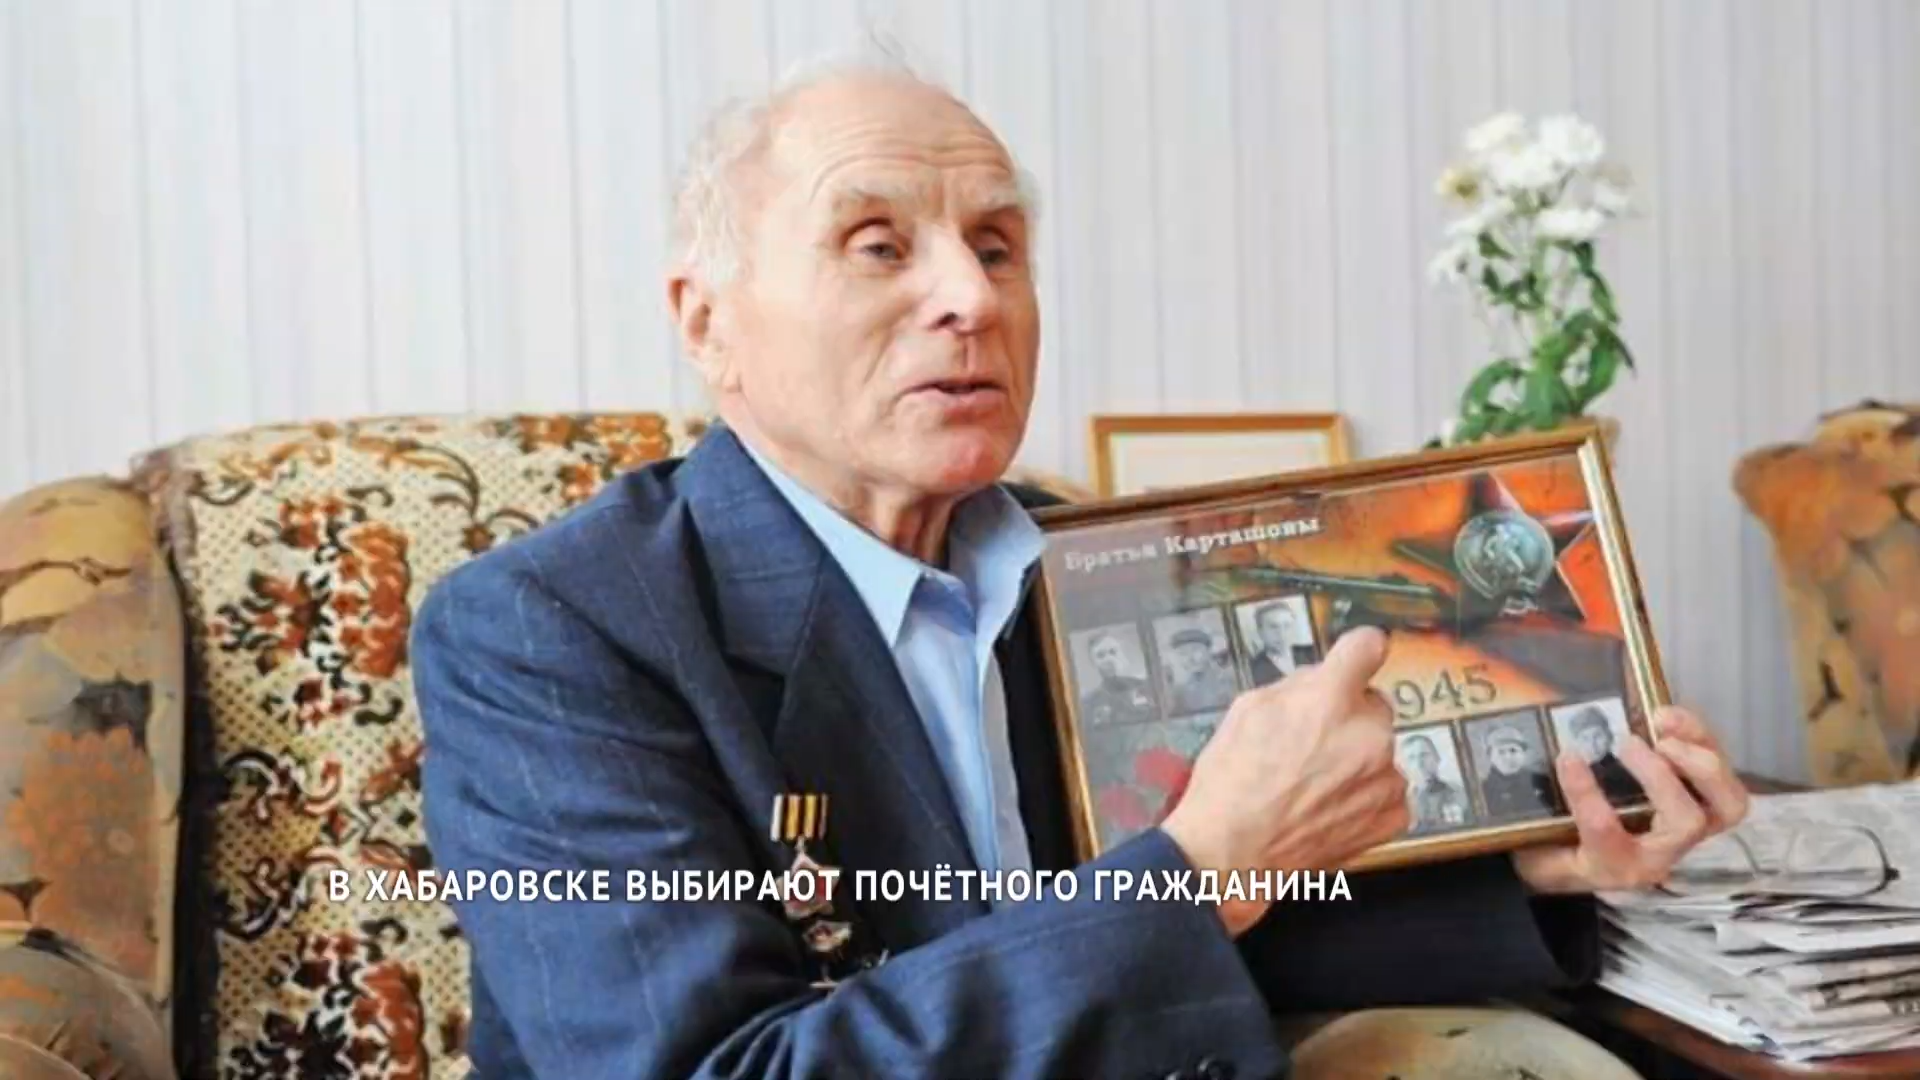 Братья Карташовы
945
В ХАБАРОВСКЕ ВЫБИРАЮТ ПОЧЁТНОГО ГРАЖДАНИНА